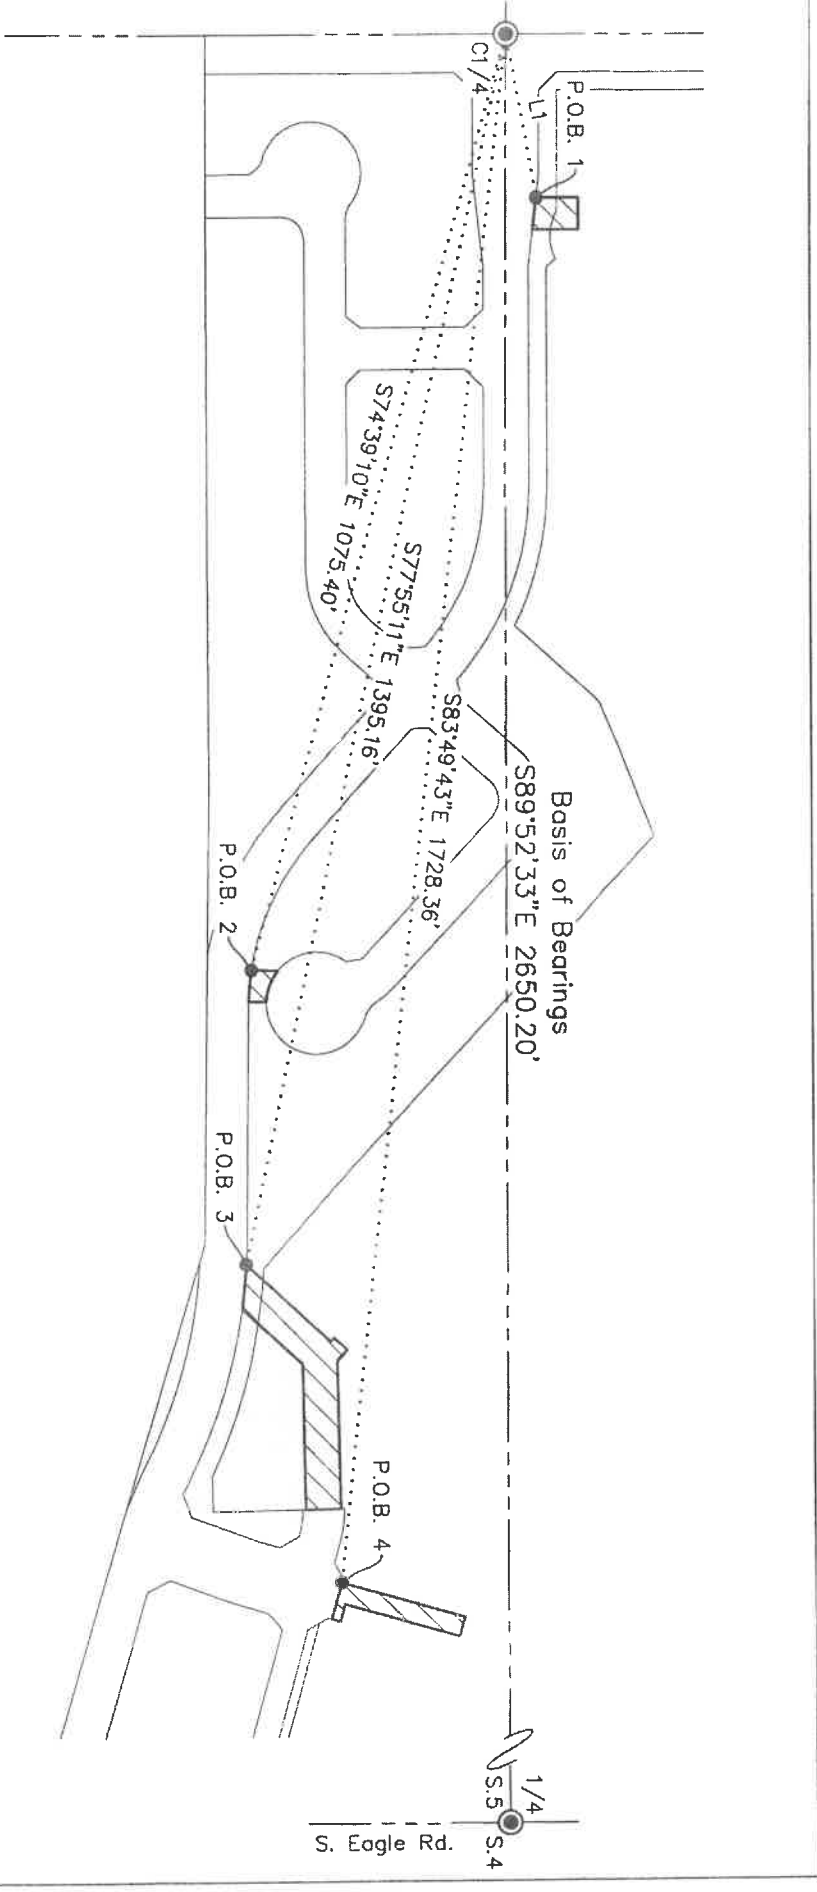 C1/4
L1
P.O.B. 1
S74°39'10"E 1075.40'
S77°55'11"E 1395.16'
S83°49'43"E 1728.36'
Basis of Bearings
S89°52'33"E 2650.20'
P.O.B. 2
P.O.B. 3
P.O.B. 4
1/4
S.5
S.4
S. Eagle Rd.